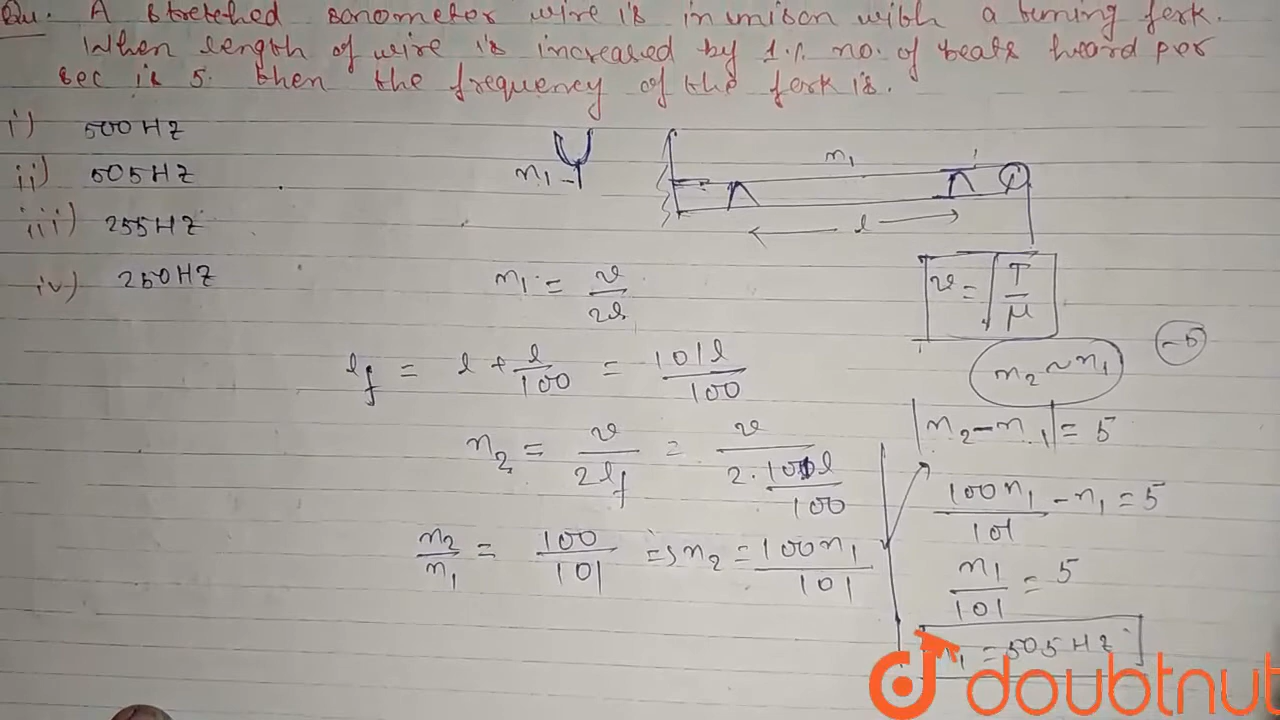 Qu. A stretched sonometer wire is in unison with a tuning fork.
When length of wire is increased by 1% no. of beats heard per
sec is 5. then the frequency of the fork is.
i) 500 HZ
ii) 505 HZ
iii) 255 HZ
iv) 250 HZ
n₁
n₁
l
n₁ = v/2l
v = √(T/μ)
l_f = l + l/100 = 101l/100
n₂ ~ n₁
-5
n₂ = v/2l_f = v/(2·101l/100)
|n₂ - n₁| = 5
100n₁/101 - n₁ = 5
n₂/n₁ = 100/101 ⇒ n₂ = 100n₁/101
n₁/101 = 5
n₁ = 505 HZ
doubtnut